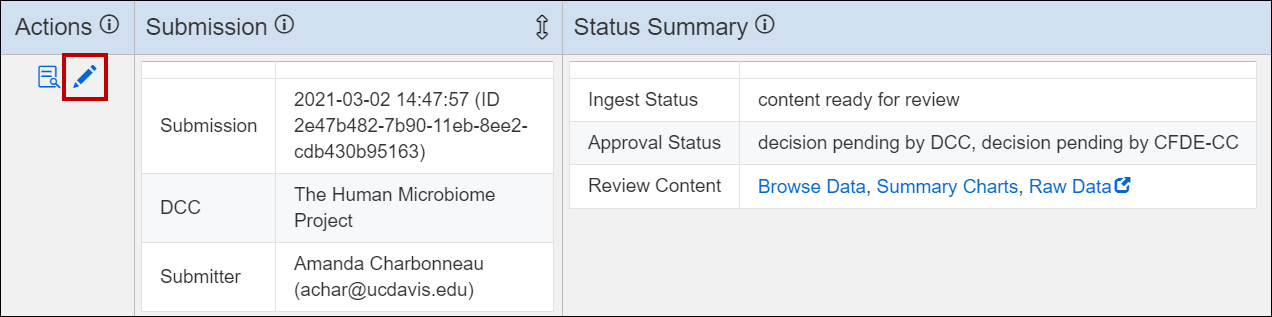 Actions
Submission
Status Summary
Submission
2021-03-02 14:47:57 (ID
2e47b482-7b90-11eb-8ee2-
cdb430b95163)
DCC
The Human Microbiome
Project
Submitter
Amanda Charbonneau
(achar@ucdavis.edu)
Ingest Status
content ready for review
Approval Status
decision pending by DCC, decision pending by CFDE-CC
Review Content
Browse Data, Summary Charts, Raw Data